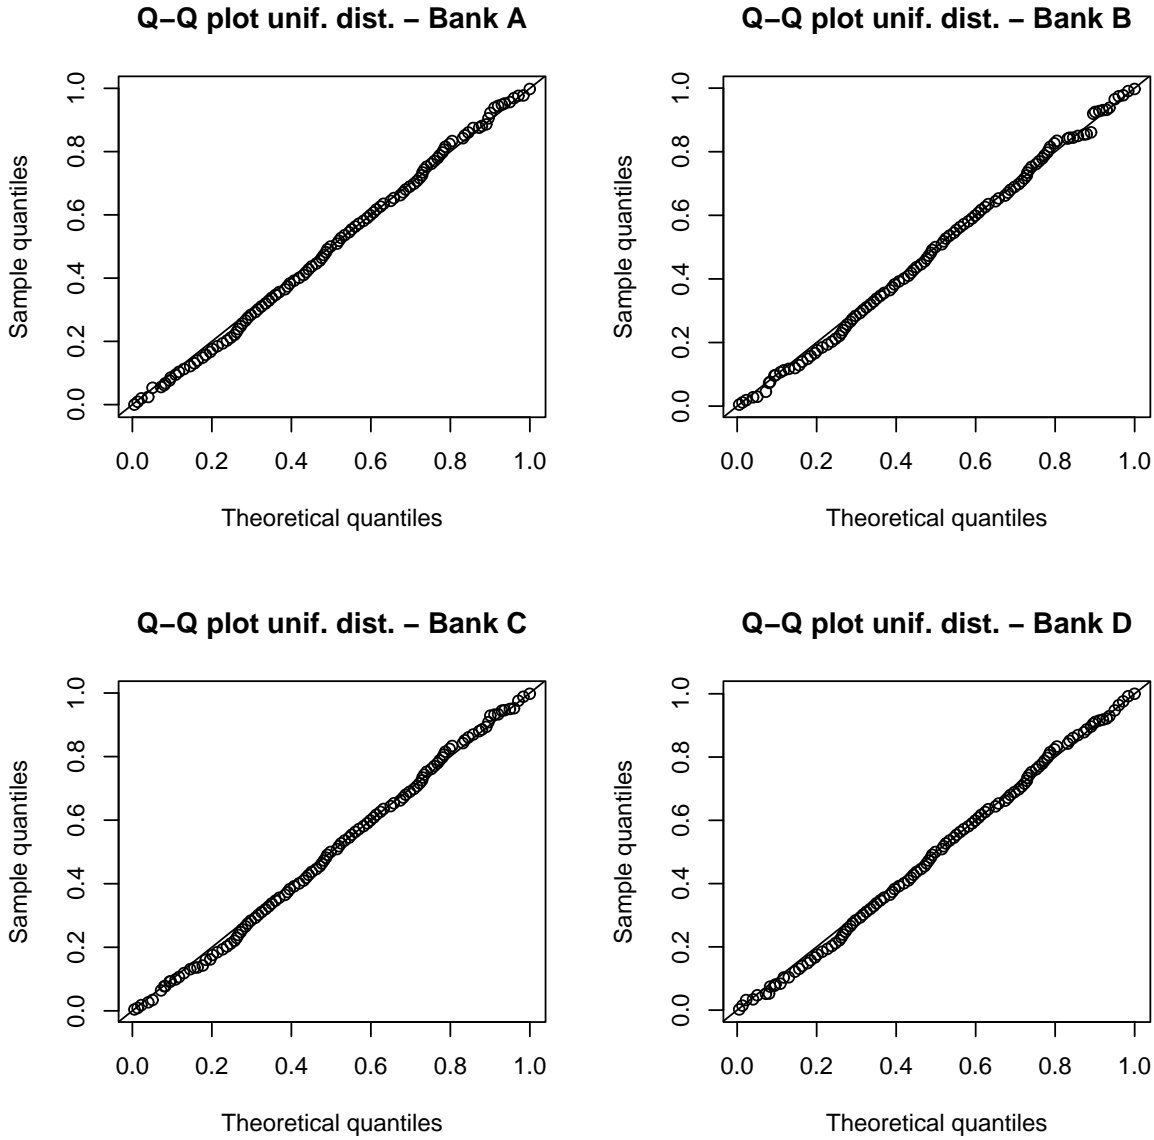 Q−Q plot unif. dist. − Bank A
Sample quantiles
1.0
0.8
0.6
0.4
0.2
0.0
0.0 0.2 0.4 0.6 0.8 1.0
Theoretical quantiles
Q−Q plot unif. dist. − Bank B
Sample quantiles
1.0
0.8
0.6
0.4
0.2
0.0
0.0 0.2 0.4 0.6 0.8 1.0
Theoretical quantiles
Q−Q plot unif. dist. − Bank C
Sample quantiles
1.0
0.8
0.6
0.4
0.2
0.0
0.0 0.2 0.4 0.6 0.8 1.0
Theoretical quantiles
Q−Q plot unif. dist. − Bank D
Sample quantiles
1.0
0.8
0.6
0.4
0.2
0.0
0.0 0.2 0.4 0.6 0.8 1.0
Theoretical quantiles